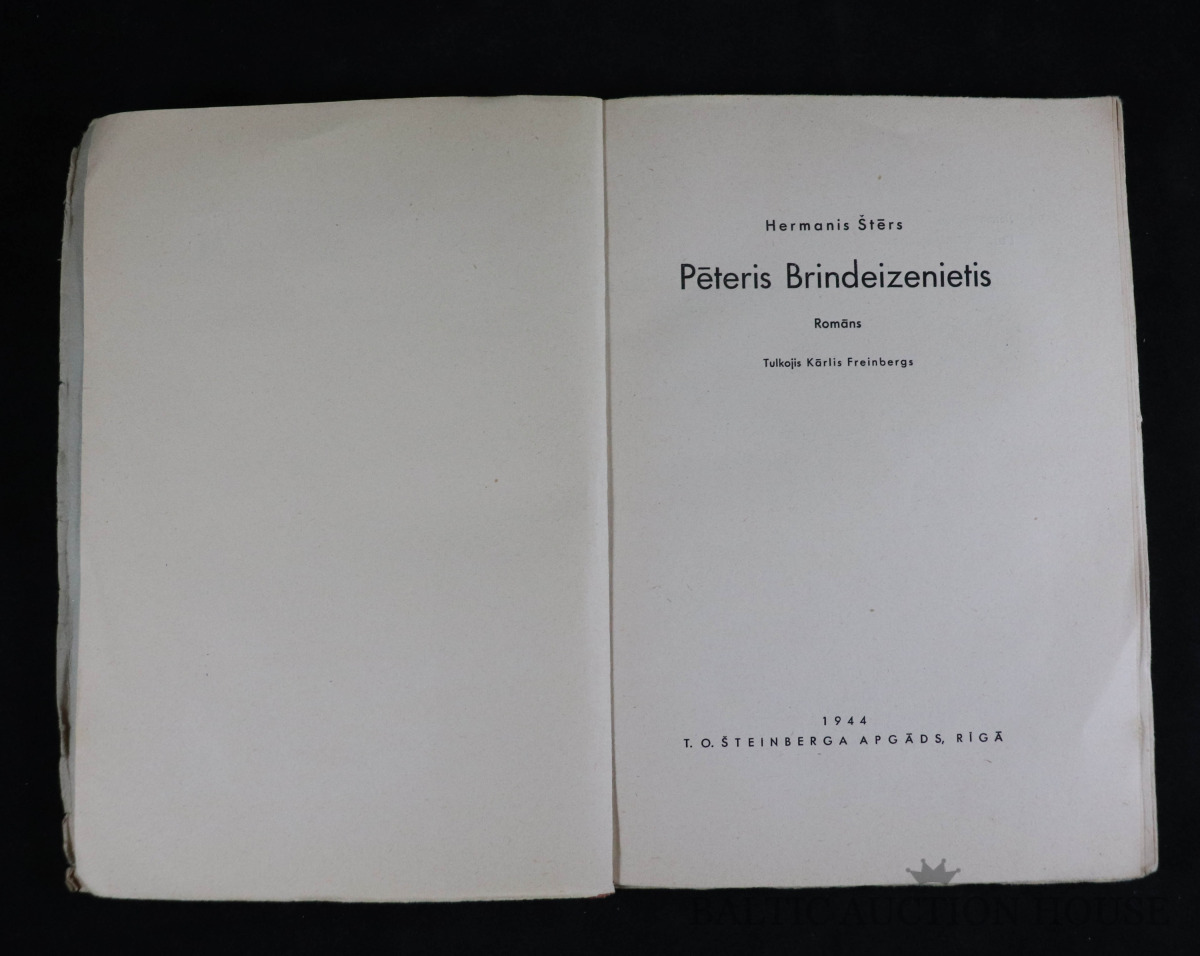 Hermanis Štērs
Pēteris Brindeizenietis
Romāns
Tulkojis Kārlis Freinbergs
1944
T. O. ŠTEINBERGA APGĀDS, RĪGĀ
BALTIC AUCTION HOUSE